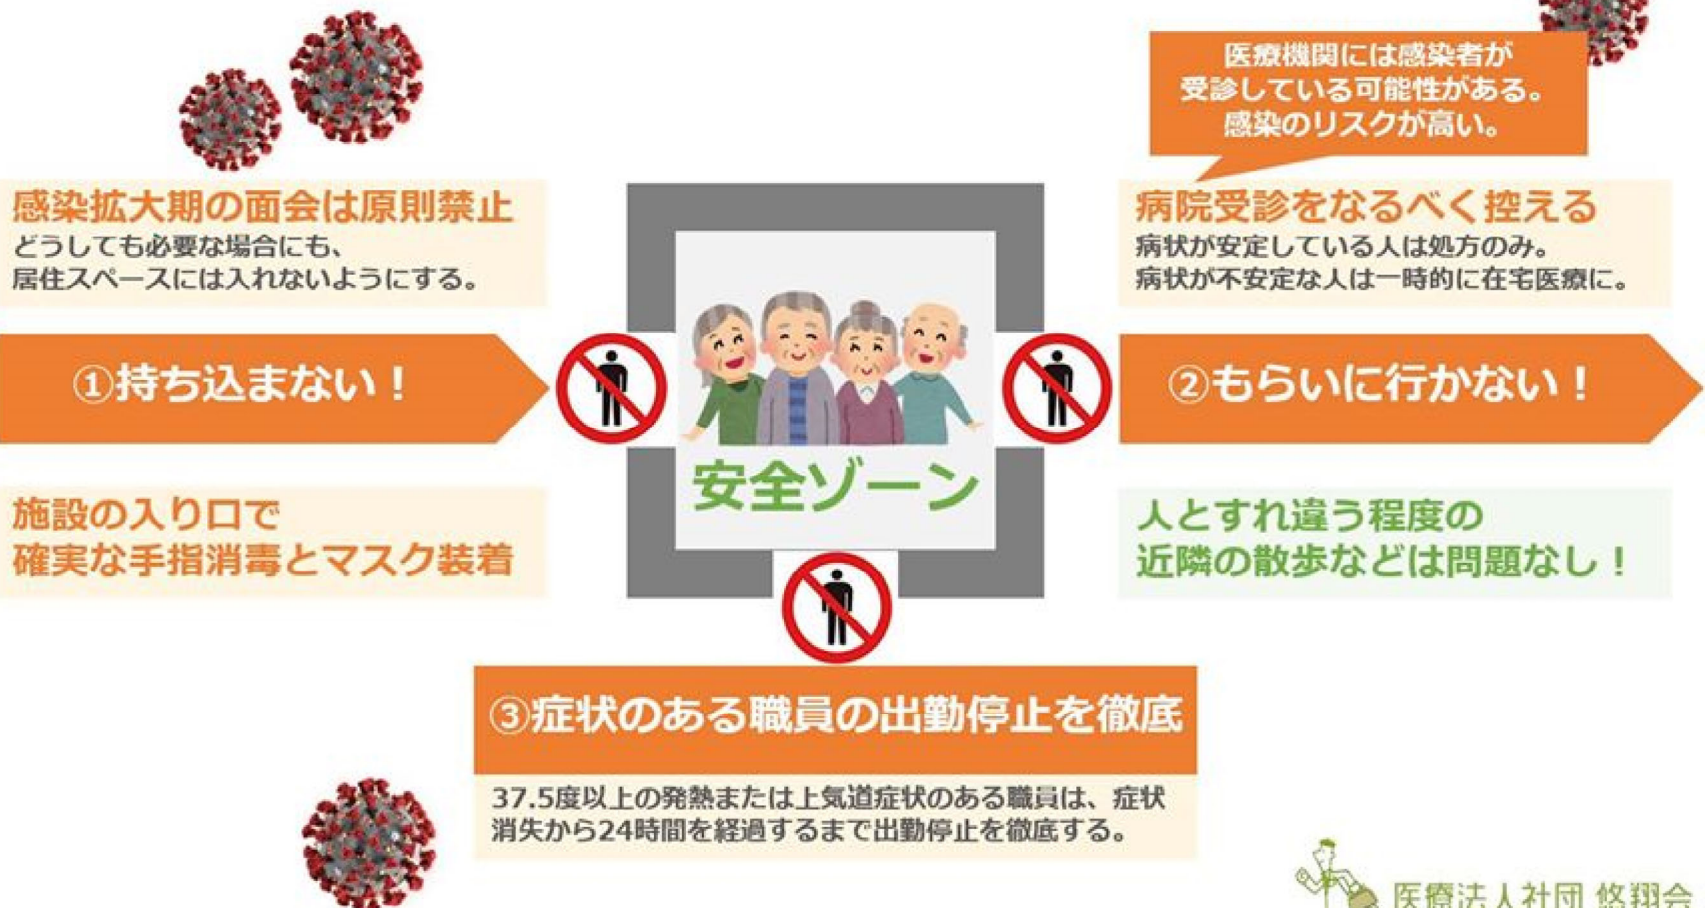 医療機関には感染者が
受診している可能性がある。
感染のリスクが高い。
感染拡大期の面会は原則禁止
どうしても必要な場合にも、
居住スペースには入れないようにする。
病院受診をなるべく控える
病状が安定している人は処方のみ。
病状が不安定な人は一時的に在宅医療に。
①持ち込まない！
②もらいに行かない！
安全ゾーン
施設の入り口で
確実な手指消毒とマスク装着
人とすれ違う程度の
近隣の散歩などは問題なし！
③症状のある職員の出勤停止を徹底
37.5度以上の発熱または上気道症状のある職員は、症状
消失から24時間を経過するまで出勤停止を徹底する。
医療法人社団 悠翔会